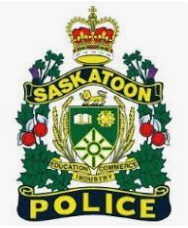 SASKATOON
EDUCATION COMMERCE
INDUSTRY
POLICE